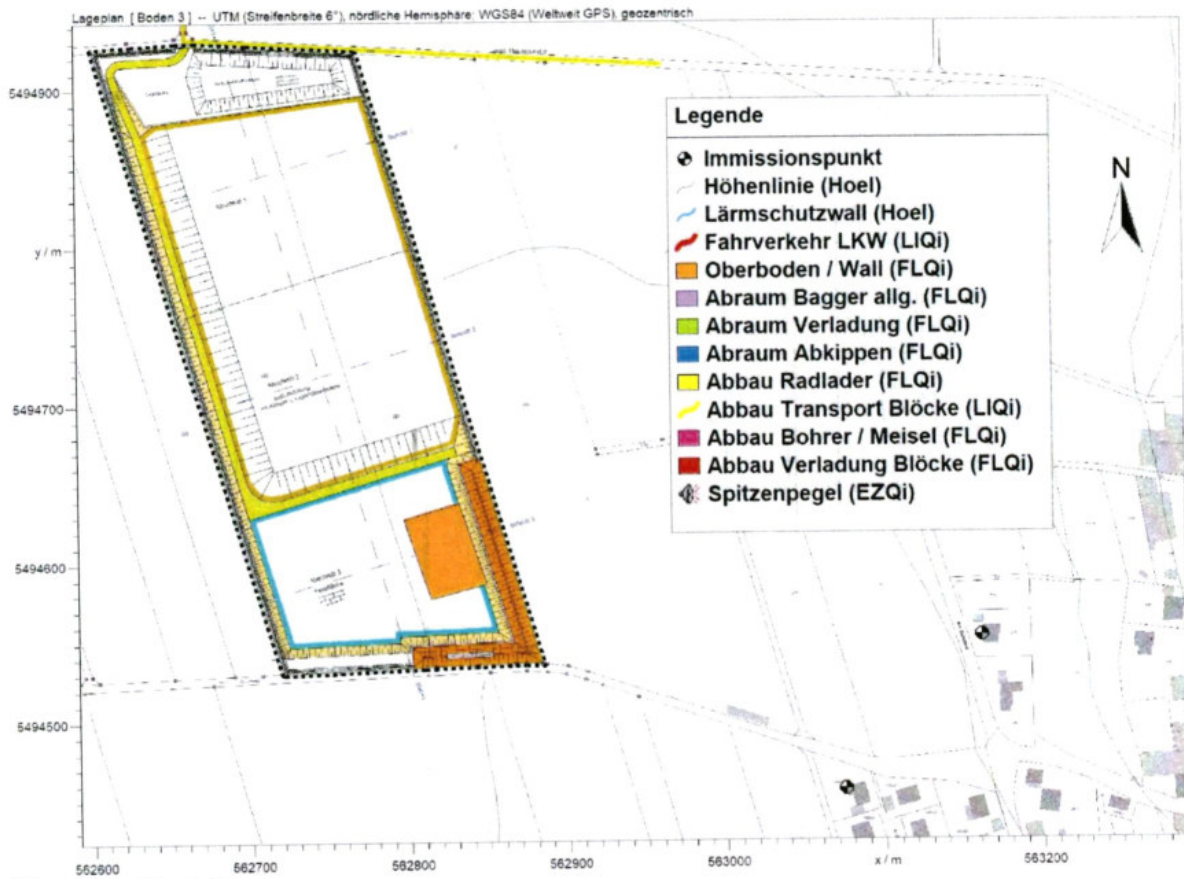 Lageplan [ Boden 3 ] -- UTM (Streifenbreite 6°), nördliche Hemisphäre: WGS84 (Weltweit GPS), geozentrisch
5494900
y / m
5494700
5494600
5494500
Legende
Immissionspunkt
Höhenlinie (Hoel)
Lärmschutzwall (Hoel)
Fahrverkehr LKW (LIQi)
Oberboden / Wall (FLQi)
Abraum Bagger allg. (FLQi)
Abraum Verladung (FLQi)
Abraum Abkippen (FLQi)
Abbau Radlader (FLQi)
Abbau Transport Blöcke (LIQi)
Abbau Bohrer / Meisel (FLQi)
Abbau Verladung Blöcke (FLQi)
Spitzenpegel (EZQi)
N
562600
562700
562800
562900
563000
x / m
563200